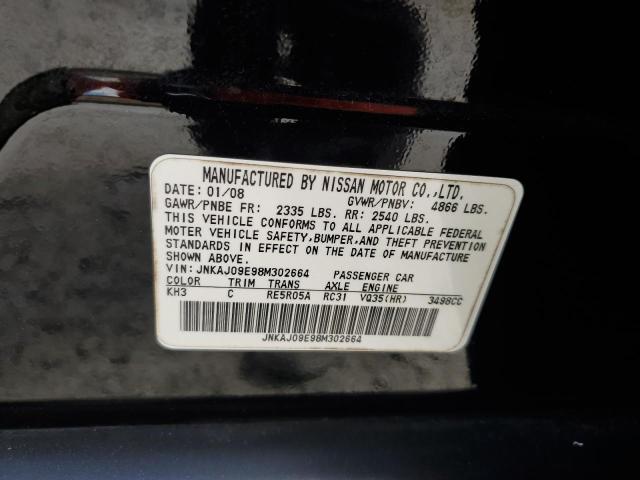 MANUFACTURED BY NISSAN MOTOR CO.,LTD.
DATE: 01/08 GVWR/PNBV: 4866 LBS.
GAWR/PNBE FR: 2335 LBS. RR: 2540 LBS.
THIS VEHICLE CONFORMS TO ALL APPLICABLE FEDERAL
MOTER VEHICLE SAFETY, BUMPER, AND THEFT PREVENTION
STANDARDS IN EFFECT ON THE DATE OF MANUFACTURE
SHOWN ABOVE.
VIN: JNKAJ09E98M302664 PASSENGER CAR
COLOR TRIM TRANS AXLE ENGINE
KH3 C RE5R05A RC31 VQ35(HR) 3498CC
JNKAJ09E98M302664